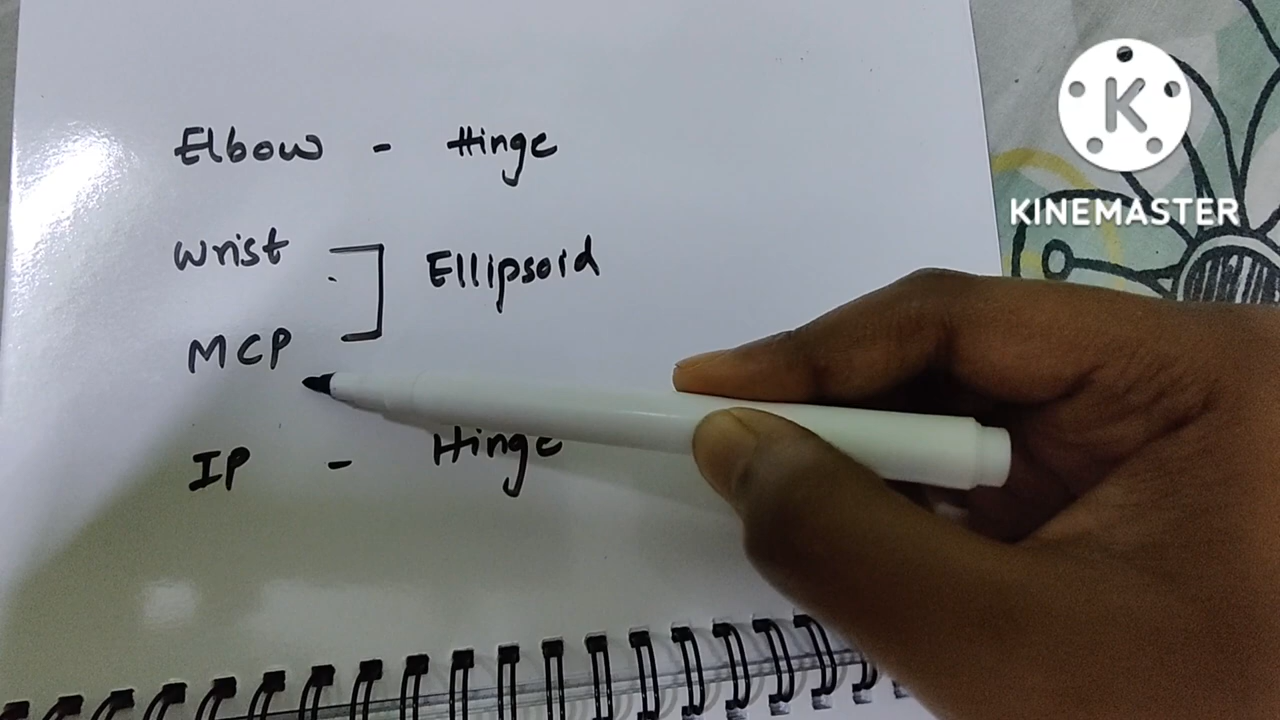 Elbow - Hinge
Wrist
Ellipsoid
MCP
IP - Hinge
K
KINEMASTER